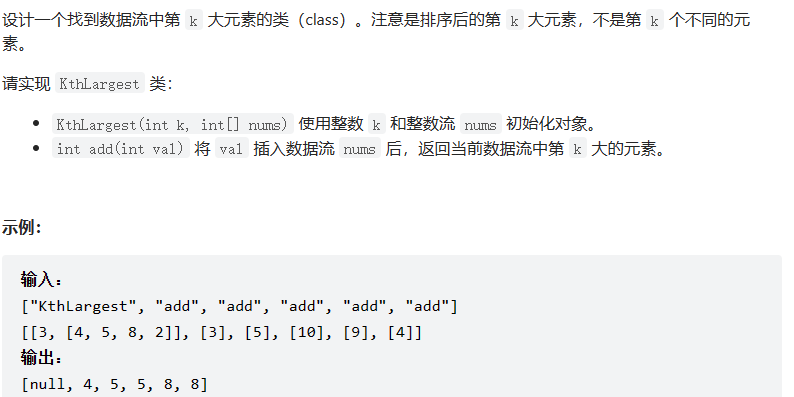 设计一个找到数据流中第 k 大元素的类（class）。注意是排序后的第 k 大元素，不是第 k 个不同的元
素。
请实现 KthLargest 类：
• KthLargest(int k, int[] nums) 使用整数 k 和整数流 nums 初始化对象。
• int add(int val) 将 val 插入数据流 nums 后，返回当前数据流中第 k 大的元素。
示例：
输入：
["KthLargest", "add", "add", "add", "add", "add"]
[[3, [4, 5, 8, 2]], [3], [5], [10], [9], [4]]
输出：
[null, 4, 5, 5, 8, 8]